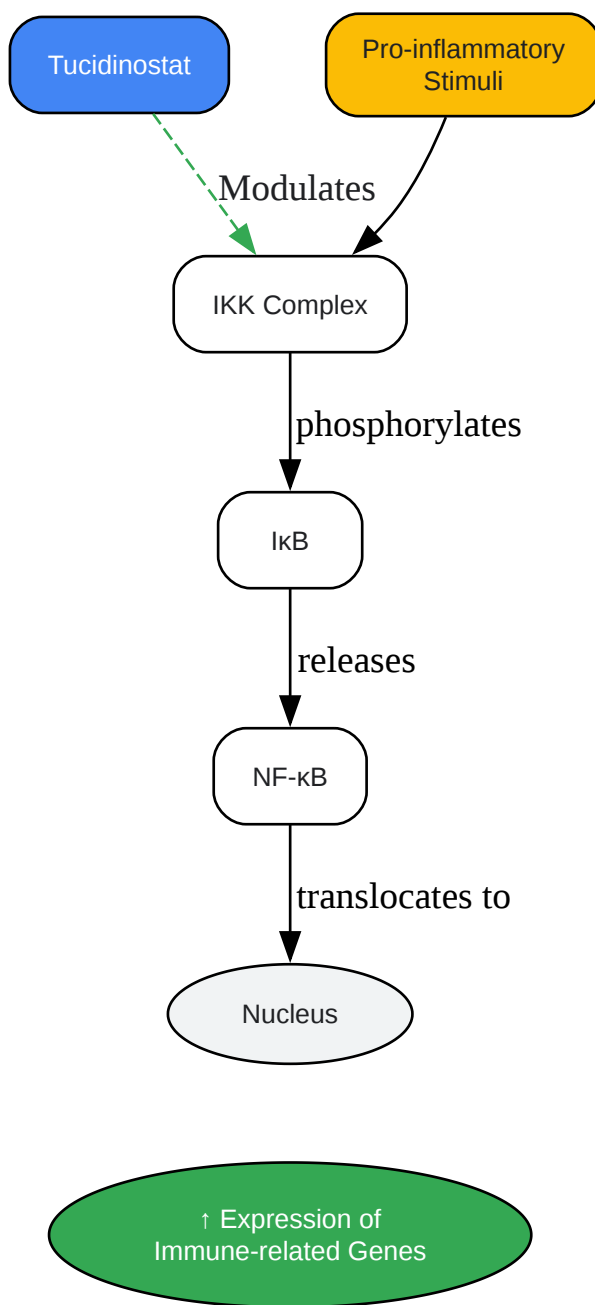 Tucidinostat
Pro-inflammatory
Stimuli
Modulates
IKK Complex
phosphorylates
IκB
releases
NF-κB
translocates to
Nucleus
↑ Expression of
Immune-related Genes